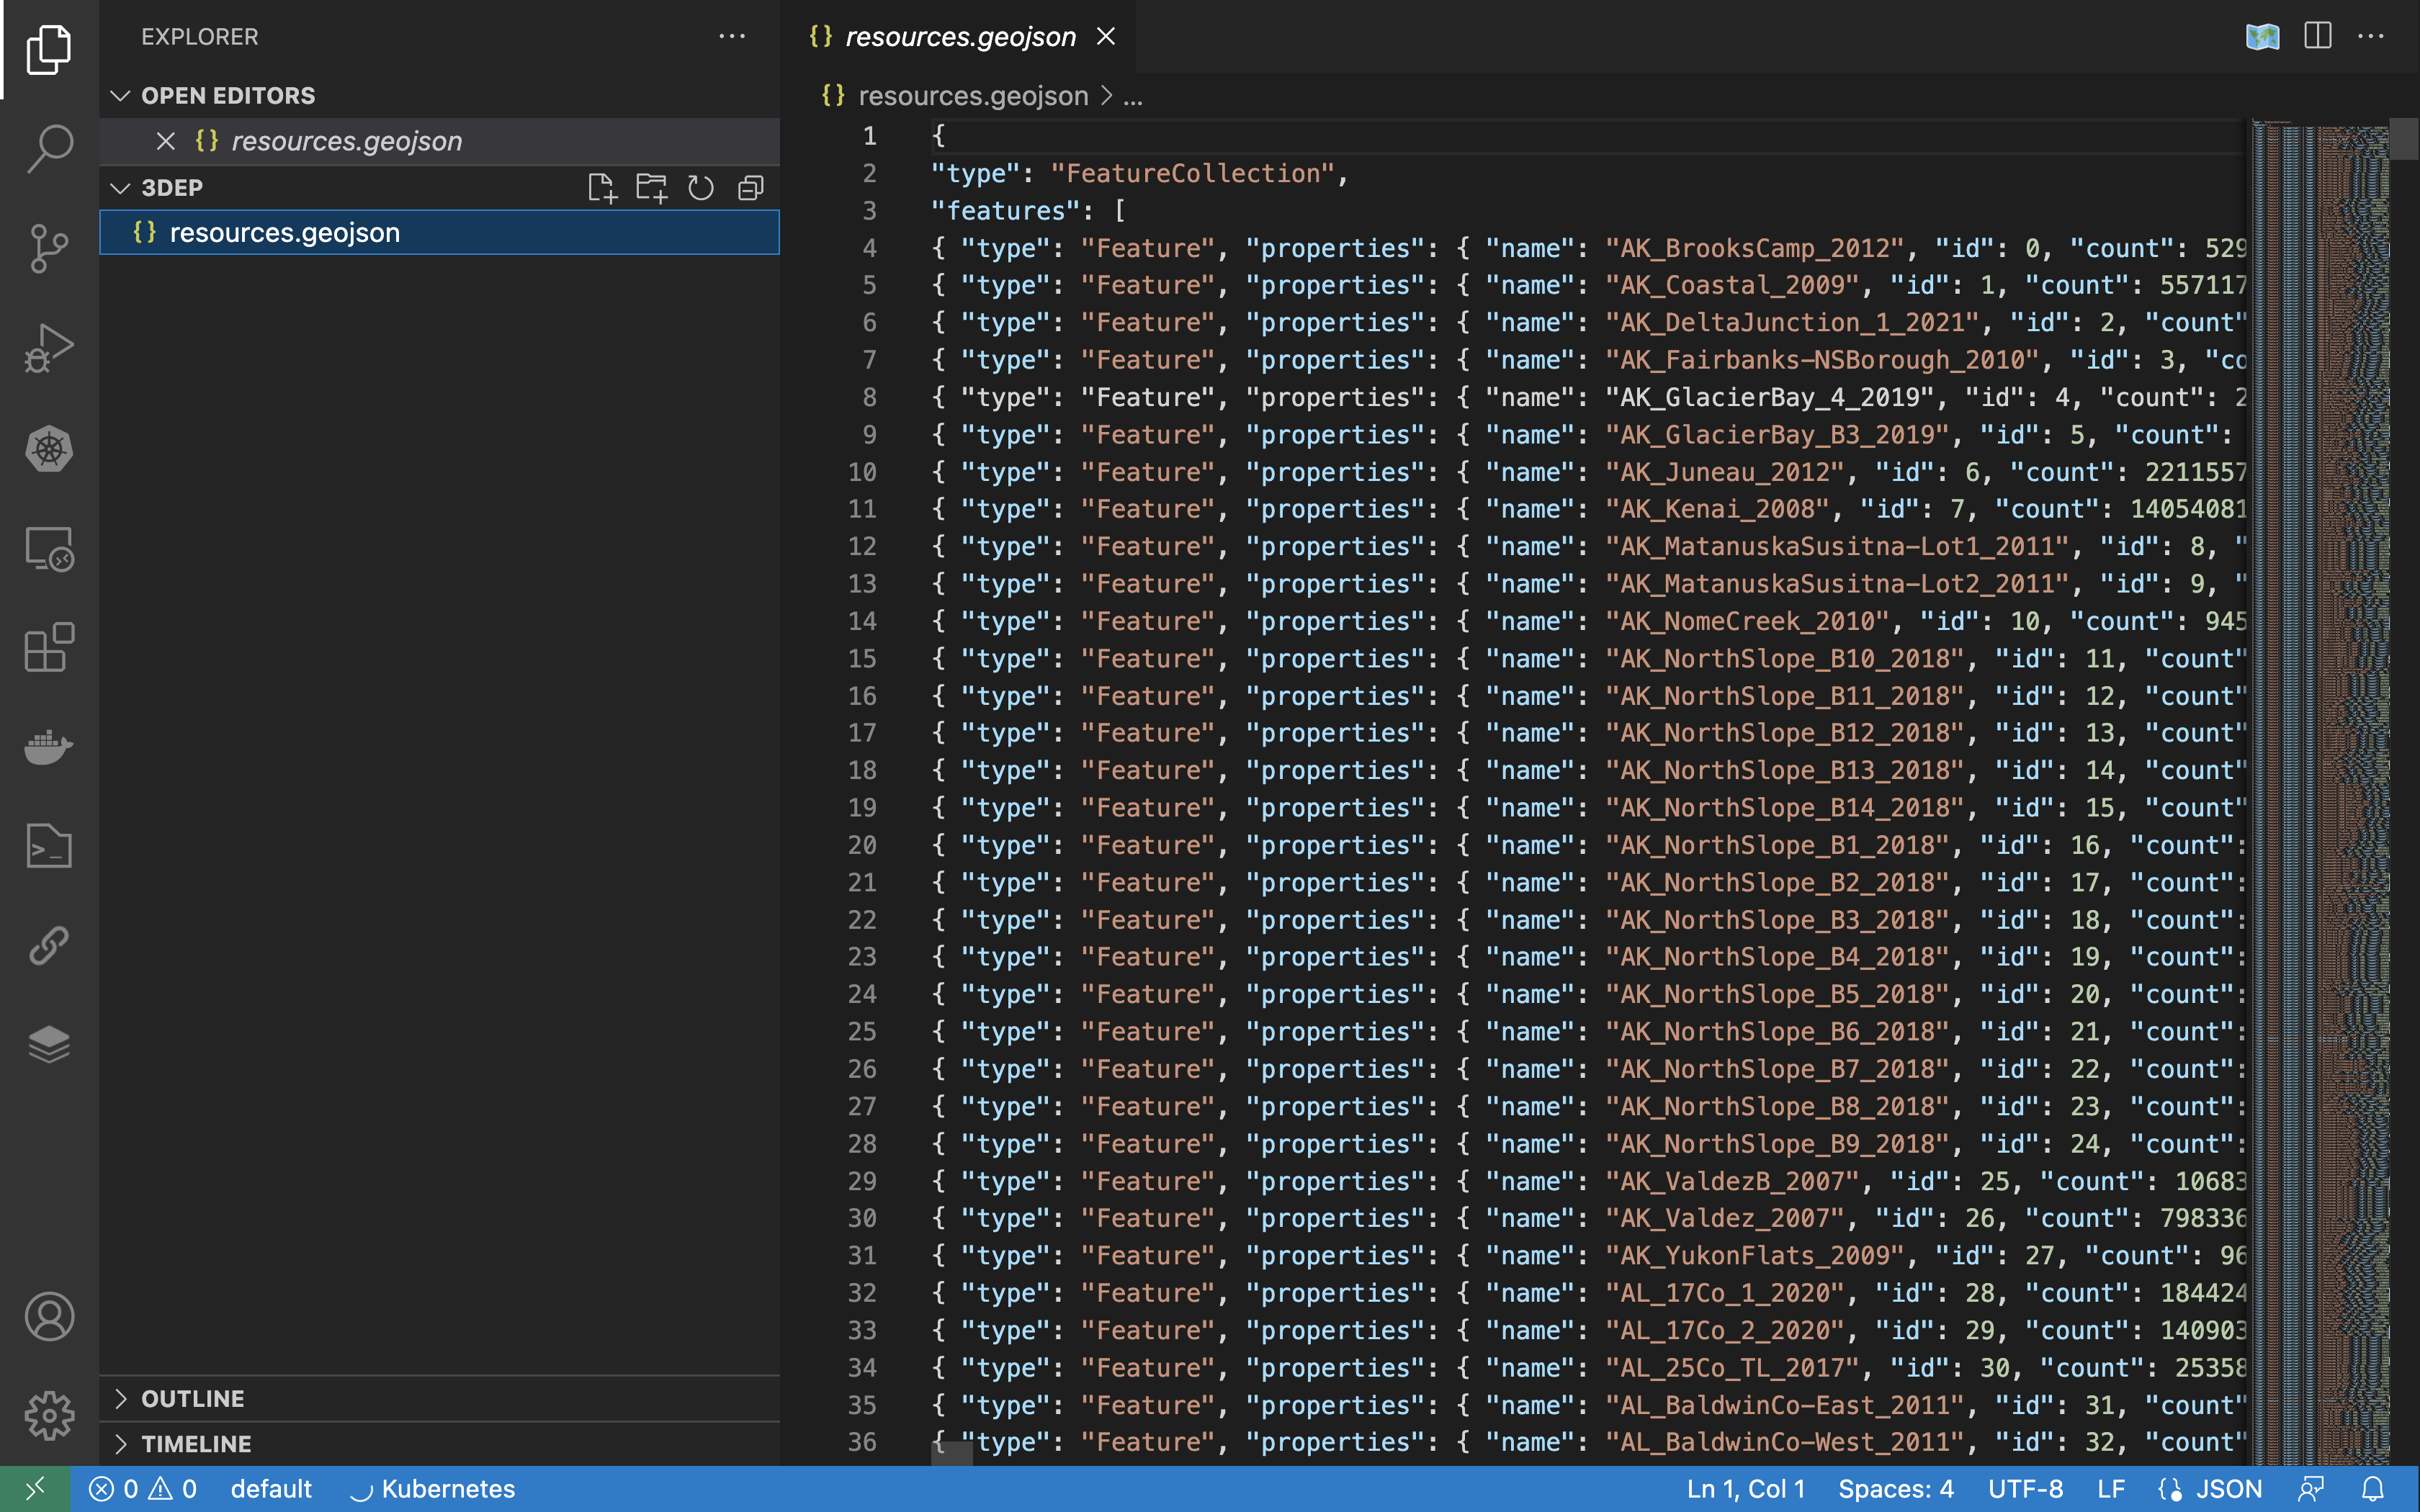 EXPLORER
OPEN EDITORS
resources.geojson
3DEP
resources.geojson
OUTLINE
TIMELINE
resources.geojson
resources.geojson > ...
1 {
2 "type": "FeatureCollection",
3 "features": [
4 { "type": "Feature", "properties": { "name": "AK_BrooksCamp_2012", "id": 0, "count": 529
5 { "type": "Feature", "properties": { "name": "AK_Coastal_2009", "id": 1, "count": 557117
6 { "type": "Feature", "properties": { "name": "AK_DeltaJunction_1_2021", "id": 2, "count"
7 { "type": "Feature", "properties": { "name": "AK_Fairbanks-NSBorough_2010", "id": 3, "co
8 { "type": "Feature", "properties": { "name": "AK_GlacierBay_4_2019", "id": 4, "count": 2
9 { "type": "Feature", "properties": { "name": "AK_GlacierBay_B3_2019", "id": 5, "count":
10 { "type": "Feature", "properties": { "name": "AK_Juneau_2012", "id": 6, "count": 2211557
11 { "type": "Feature", "properties": { "name": "AK_Kenai_2008", "id": 7, "count": 14054081
12 { "type": "Feature", "properties": { "name": "AK_MatanuskaSusitna-Lot1_2011", "id": 8, "
13 { "type": "Feature", "properties": { "name": "AK_MatanuskaSusitna-Lot2_2011", "id": 9, "
14 { "type": "Feature", "properties": { "name": "AK_NomeCreek_2010", "id": 10, "count": 945
15 { "type": "Feature", "properties": { "name": "AK_NorthSlope_B10_2018", "id": 11, "count"
16 { "type": "Feature", "properties": { "name": "AK_NorthSlope_B11_2018", "id": 12, "count"
17 { "type": "Feature", "properties": { "name": "AK_NorthSlope_B12_2018", "id": 13, "count"
18 { "type": "Feature", "properties": { "name": "AK_NorthSlope_B13_2018", "id": 14, "count"
19 { "type": "Feature", "properties": { "name": "AK_NorthSlope_B14_2018", "id": 15, "count"
20 { "type": "Feature", "properties": { "name": "AK_NorthSlope_B1_2018", "id": 16, "count":
21 { "type": "Feature", "properties": { "name": "AK_NorthSlope_B2_2018", "id": 17, "count":
22 { "type": "Feature", "properties": { "name": "AK_NorthSlope_B3_2018", "id": 18, "count":
23 { "type": "Feature", "properties": { "name": "AK_NorthSlope_B4_2018", "id": 19, "count":
24 { "type": "Feature", "properties": { "name": "AK_NorthSlope_B5_2018", "id": 20, "count":
25 { "type": "Feature", "properties": { "name": "AK_NorthSlope_B6_2018", "id": 21, "count":
26 { "type": "Feature", "properties": { "name": "AK_NorthSlope_B7_2018", "id": 22, "count":
27 { "type": "Feature", "properties": { "name": "AK_NorthSlope_B8_2018", "id": 23, "count":
28 { "type": "Feature", "properties": { "name": "AK_NorthSlope_B9_2018", "id": 24, "count":
29 { "type": "Feature", "properties": { "name": "AK_ValdezB_2007", "id": 25, "count": 10683
30 { "type": "Feature", "properties": { "name": "AK_Valdez_2007", "id": 26, "count": 798336
31 { "type": "Feature", "properties": { "name": "AK_YukonFlats_2009", "id": 27, "count": 96
32 { "type": "Feature", "properties": { "name": "AL_17Co_1_2020", "id": 28, "count": 184424
33 { "type": "Feature", "properties": { "name": "AL_17Co_2_2020", "id": 29, "count": 140903
34 { "type": "Feature", "properties": { "name": "AL_25Co_TL_2017", "id": 30, "count": 25358
35 { "type": "Feature", "properties": { "name": "AL_BaldwinCo-East_2011", "id": 31, "count"
36 { "type": "Feature", "properties": { "name": "AL_BaldwinCo-West_2011", "id": 32, "count"
0 0 default Kubernetes Ln 1, Col 1 Spaces: 4 UTF-8 LF JSON